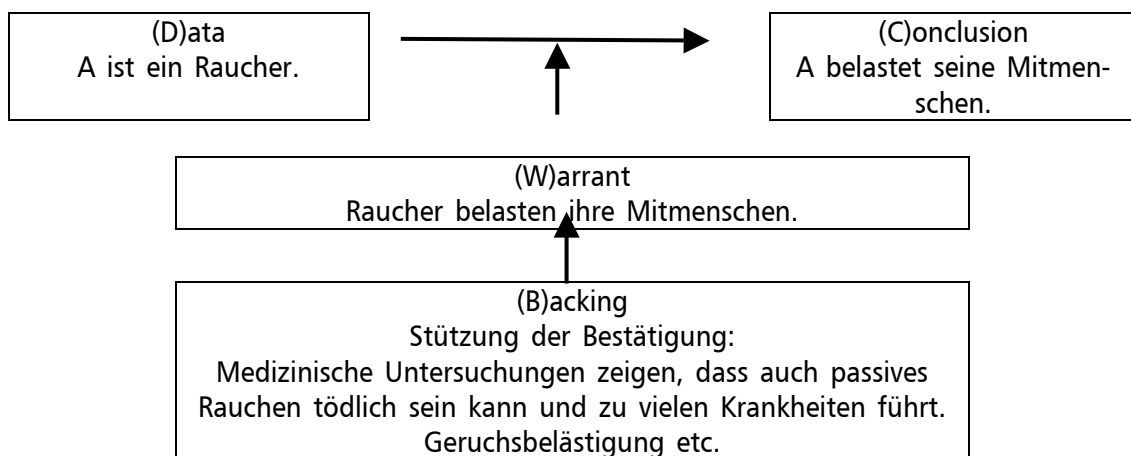 (D)ata
A ist ein Raucher.
(C)onclusion
A belastet seine Mitmen-
schen.
(W)arrant
Raucher belasten ihre Mitmenschen.
(B)acking
Stützung der Bestätigung:
Medizinische Untersuchungen zeigen, dass auch passives
Rauchen tödlich sein kann und zu vielen Krankheiten führt.
Geruchsbelästigung etc.